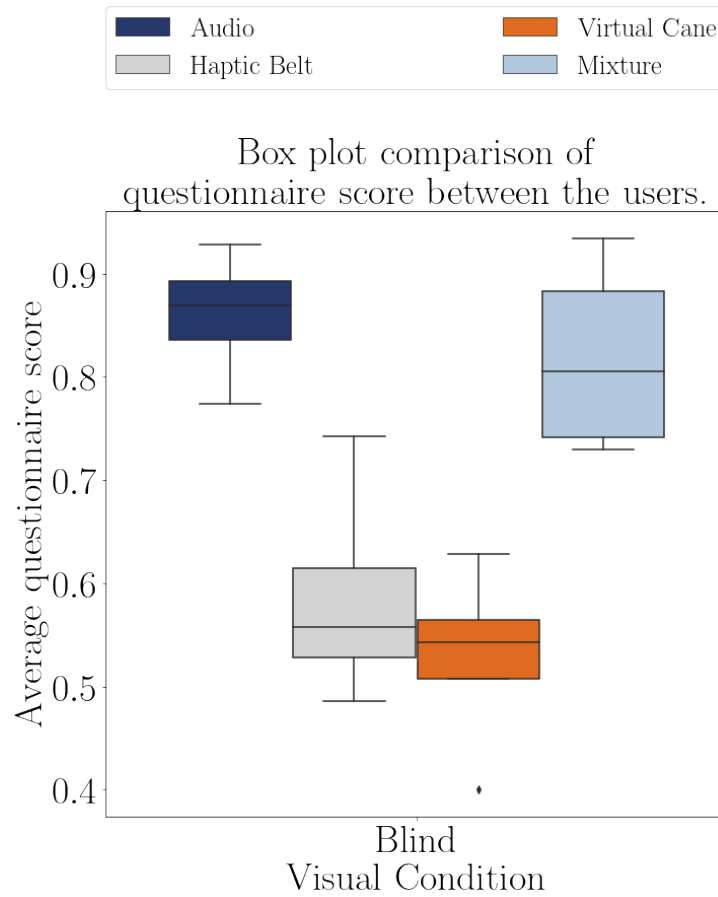 Audio
Haptic Belt
Virtual Cane
Mixture
Box plot comparison of
questionnaire score between the users.
Average questionnaire score
0.9
0.8
0.7
0.6
0.5
0.4
Blind
Visual Condition